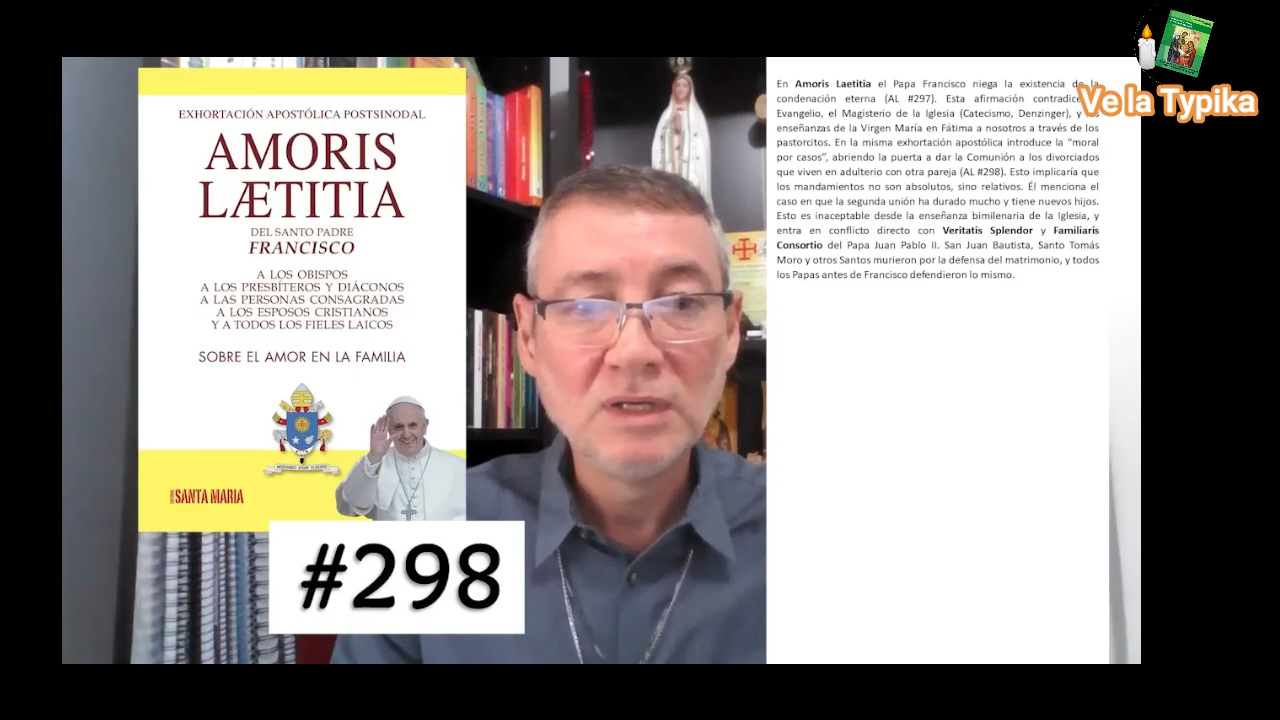 EXHORTACIÓN APOSTÓLICA POSTSINODAL
AMORIS
LÆTITIA
DEL SANTO PADRE
FRANCISCO
A LOS OBISPOS
A LOS PRESBÍTEROS Y DIÁCONOS
A LAS PERSONAS CONSAGRADAS
A LOS ESPOSOS CRISTIANOS
Y A TODOS LOS FIELES LAICOS
SOBRE EL AMOR EN LA FAMILIA
SANTA MARIA
#298
En Amoris Laetitia el Papa Francisco niega la existencia de la
condenación eterna (AL #297). Esta afirmación contradice
Evangelio, el Magisterio de la Iglesia (Catecismo, Denzinger), y
enseñanzas de la Virgen María en Fátima a nosotros a través de los
pastorcitos. En la misma exhortación apostólica introduce la “moral
por casos”, abriendo la puerta a dar la Comunión a los divorciados
que viven en adulterio con otra pareja (AL #298). Esto implicaría que
los mandamientos no son absolutos, sino relativos. Él menciona el
caso en que la segunda unión ha durado mucho y tiene nuevos hijos.
Esto es inaceptable desde la enseñanza bimilenaria de la Iglesia, y
entra en conflicto directo con Veritatis Splendor y Familiaris
Consortio del Papa Juan Pablo II. San Juan Bautista, Santo Tomás
Moro y otros Santos murieron por la defensa del matrimonio, y todos
los Papas antes de Francisco defendieron lo mismo.
Vela Typika